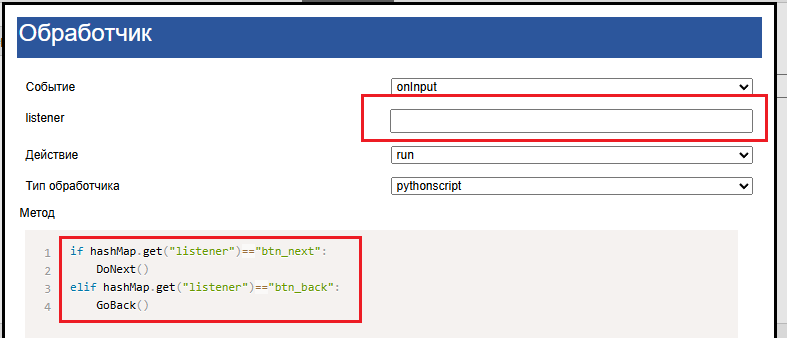 Обработчик
Событие onInput
listener
Действие run
Тип обработчика pythonscript
Метод
1 if hashMap.get("listener")=="btn_next":
2 DoNext()
3 elif hashMap.get("listener")=="btn_back":
4 GoBack()